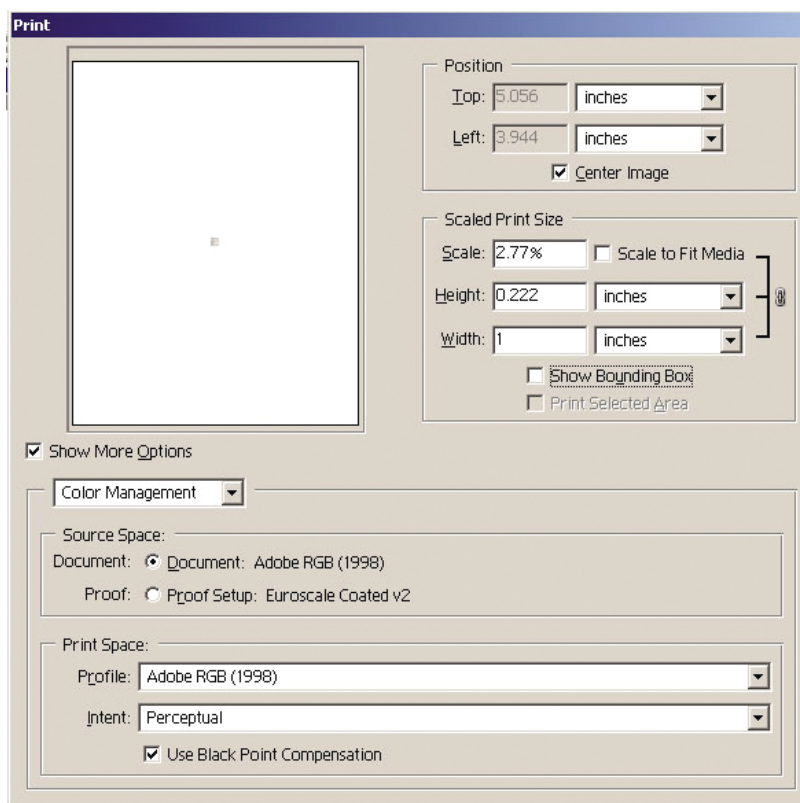 Print
Position
Top: 5.056 inches
Left: 3.944 inches
Center Image
Scaled Print Size
Scale: 2.77% Scale to Fit Media
Height: 0.222 inches
Width: 1 inches
Show Bounding Box
Print Selected Area
Show More Options
Color Management
Source Space:
Document: Document: Adobe RGB (1998)
Proof: Proof Setup: Euroscale Coated v2
Print Space:
Profile: Adobe RGB (1998)
Intent: Perceptual
Use Black Point Compensation